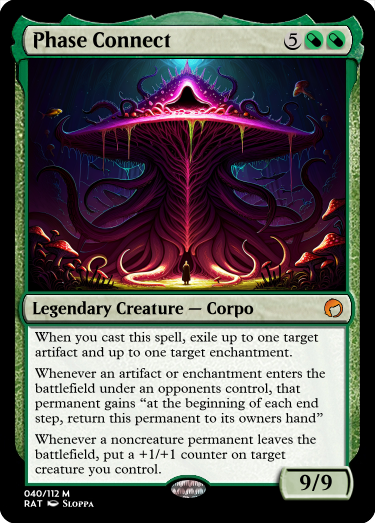 Phase Connect 5
Legendary Creature — Corpo
When you cast this spell, exile up to one target
artifact and up to one target enchantment.
Whenever an artifact or enchantment enters the
battlefield under an opponents control, that
permanent gains “at the beginning of each end
step, return this permanent to its owners hand”
Whenever a noncreature permanent leaves the
battlefield, put a +1/+1 counter on target
creature you control.
9/9
040/112 M
RAT Sloppa